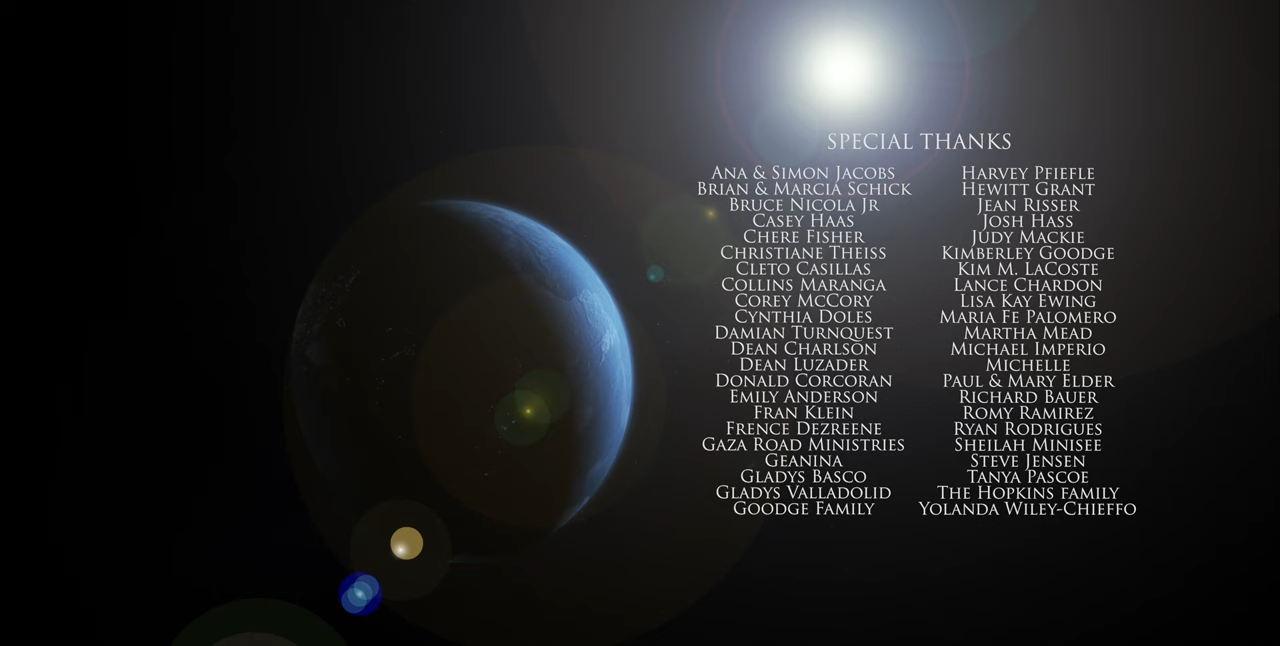 SPECIAL THANKS
ANA & SIMON JACOBS
BRIAN & MARCIA SCHICK
BRUCE NICOLA JR
CASEY HAAS
CHERE FISHER
CHRISTIANE THEISS
CLETO CASILLAS
COLLINS MARANGA
COREY MCCORY
CYNTHIA DOLES
DAMIAN TURNQUEST
DEAN CHARLSON
DEAN LUZADER
DONALD CORCORAN
EMILY ANDERSON
FRAN KLEIN
FRENCE DEZREENE
GAZA ROAD MINISTRIES
GEANINA
GLADYS BASCO
GLADYS VALLADOLID
GOODGE FAMILY
HARVEY PFIEFLE
HEWITT GRANT
JEAN RISSER
JOSH HASS
JUDY MACKIE
KIMBERLEY GOODGE
KIM M. LACOSTE
LANCE CHARDON
LISA KAY EWING
MARIA FE PALOMERO
MARTHA MEAD
MICHAEL IMPERIO
MICHELLE
PAUL & MARY ELDER
RICHARD BAUER
ROMY RAMIREZ
RYAN RODRIGUES
SHEILAH MINISEE
STEVE JENSEN
TANYA PASCOE
THE HOPKINS FAMILY
YOLANDA WILEY-CHIEFFO